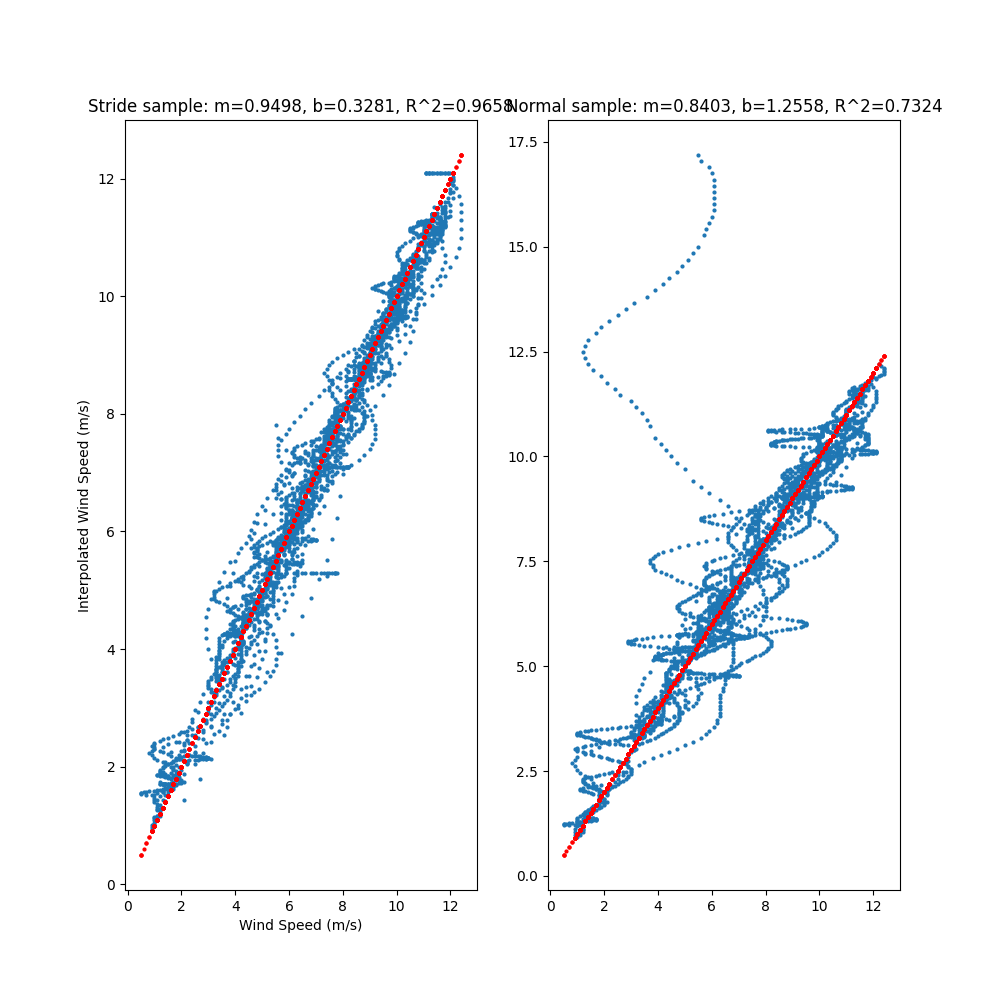 Stride sample: m=0.9498, b=0.3281, R^2=0.9658
Normal sample: m=0.8403, b=1.2558, R^2=0.7324
Interpolated Wind Speed (m/s)
12
10
8
6
4
2
0
0 2 4 6 8 10 12
Wind Speed (m/s)
17.5
15.0
12.5
10.0
7.5
5.0
2.5
0.0
0 2 4 6 8 10 12